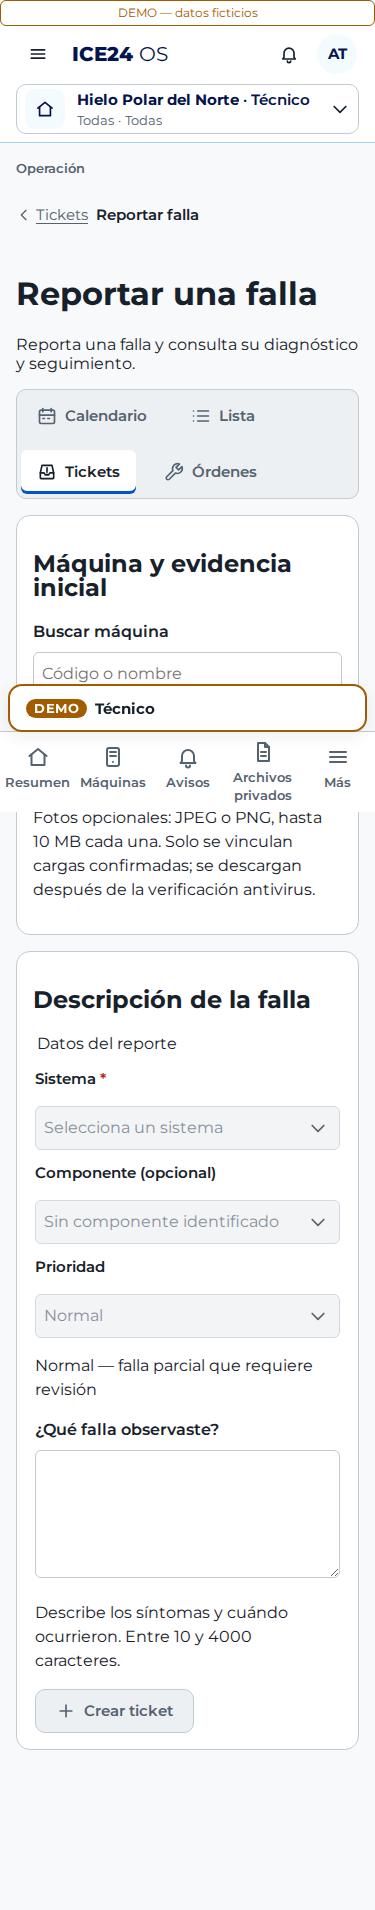 DEMO — datos ficticios
ICE24 OS
AT
Hielo Polar del Norte · Técnico
Todas · Todas
Operación
Tickets Reportar falla
Reportar una falla
Reporta una falla y consulta su diagnóstico
y seguimiento.
Calendario Lista
Tickets Órdenes
Máquina y evidencia
inicial
Buscar máquina
Código o nombre
DEMO Técnico
Resumen Máquinas Avisos Archivos
privados Más
Fotos opcionales: JPEG o PNG, hasta
10 MB cada una. Solo se vinculan
cargas confirmadas; se descargan
después de la verificación antivirus.
Descripción de la falla
Datos del reporte
Sistema *
Selecciona un sistema
Componente (opcional)
Sin componente identificado
Prioridad
Normal
Normal — falla parcial que requiere
revisión
¿Qué falla observaste?
Describe los síntomas y cuándo
ocurrieron. Entre 10 y 4000
caracteres.
Crear ticket